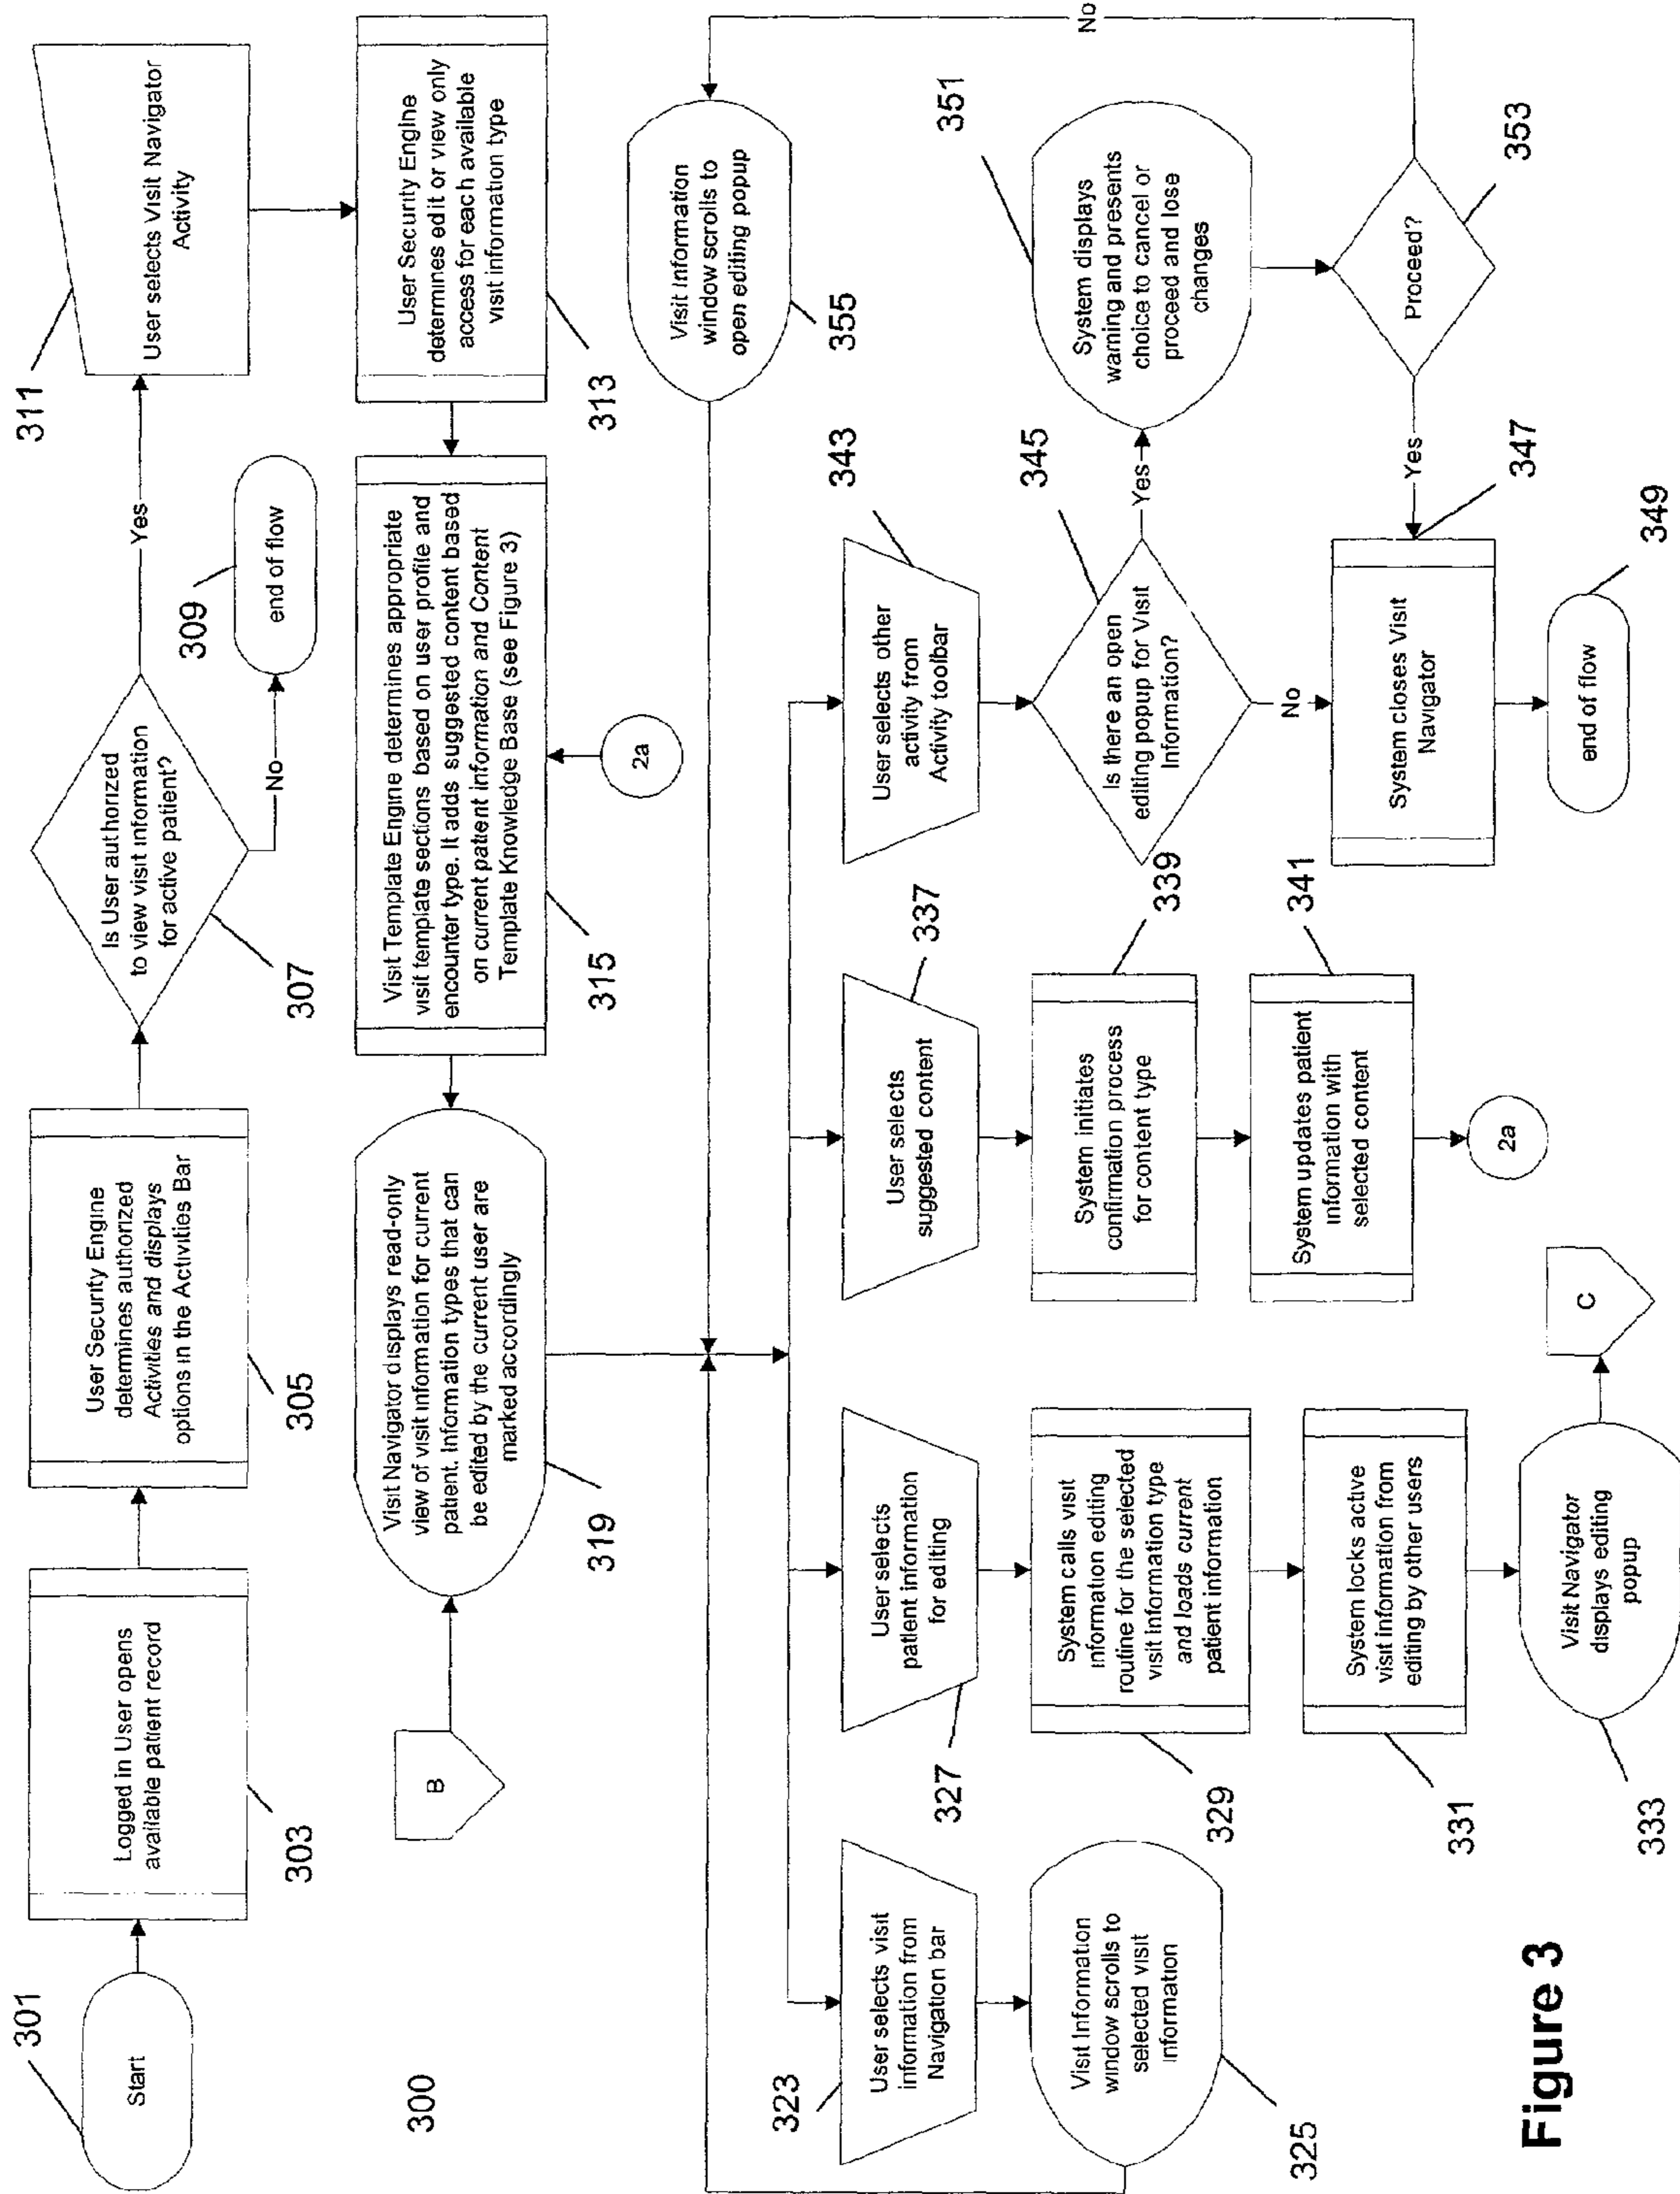 301
Start
Logged in User opens
available patient record
303
User Security Engine
determines authorized
Activities and displays
options in the Activities Bar
305
Is User authorized
to view visit information
for active patient?
307
Yes
No
309
end of flow
311
User selects Visit Navigator
Activity
User Security Engine
determines edit or view only
access for each available
visit information type
313
Visit Template Engine determines appropriate
visit template sections based on user profile and
encounter type. It adds suggested content based
on current patient information and Content
Template Knowledge Base (see Figure 3)
315
2a
Visit Navigator displays read-only
view of visit information for current
patient. Information types that can
be edited by the current user are
marked accordingly
319
B
300
323
User selects visit
information from
Navigation bar
Visit Information
window scrolls to
selected visit
information
325
User selects
patient information
for editing
327
System calls visit
information editing
routine for the selected
visit information type
and loads current
patient information
329
System locks active
visit information from
editing by other users
331
Visit Navigator
displays editing
popup
333
C
User selects
suggested content
337
System initiates
confirmation process
for content type
339
System updates patient
information with
selected content
341
2a
User selects other
activity from
Activity toolbar
343
Is there an open
editing popup for Visit
Information?
345
Yes
No
System closes Visit
Navigator
347
end of flow
349
System displays
warning and presents
choice to cancel or
proceed and lose
changes
351
Proceed?
353
Yes
No
Visit Information
window scrolls to
open editing popup
355
Figure 3